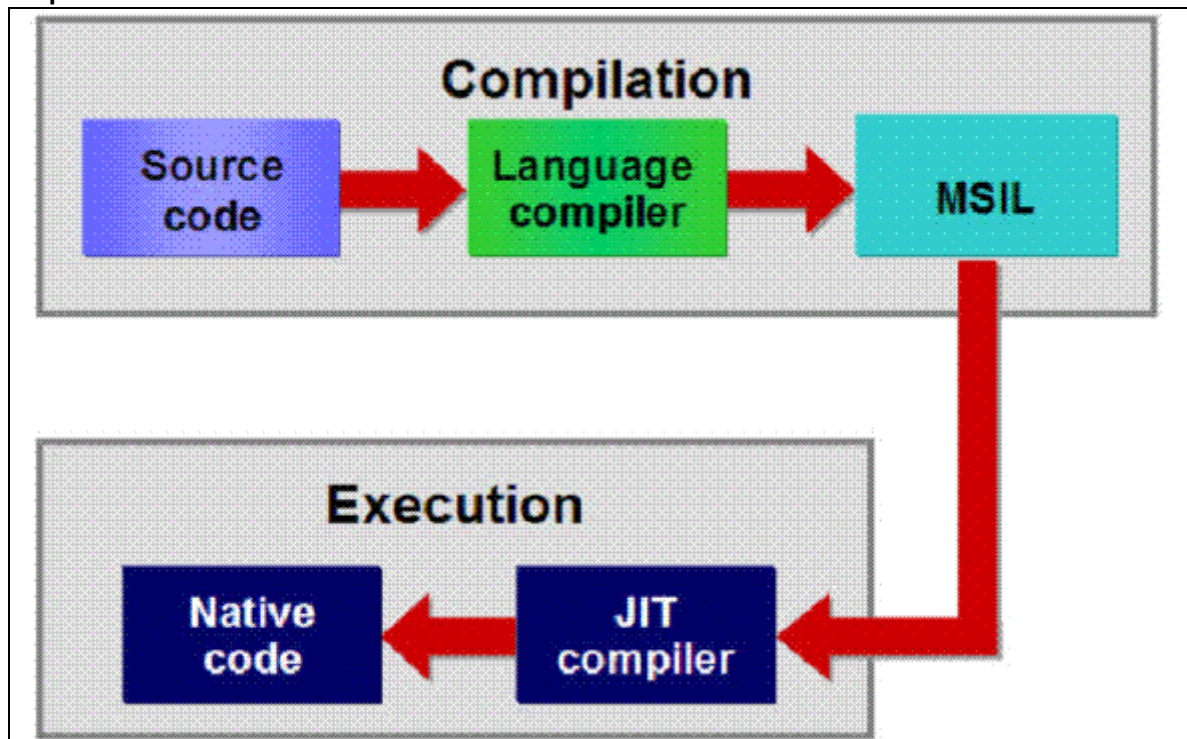 Compilation
Source
code
Language
compiler
MSIL
Execution
JIT
compiler
Native
code